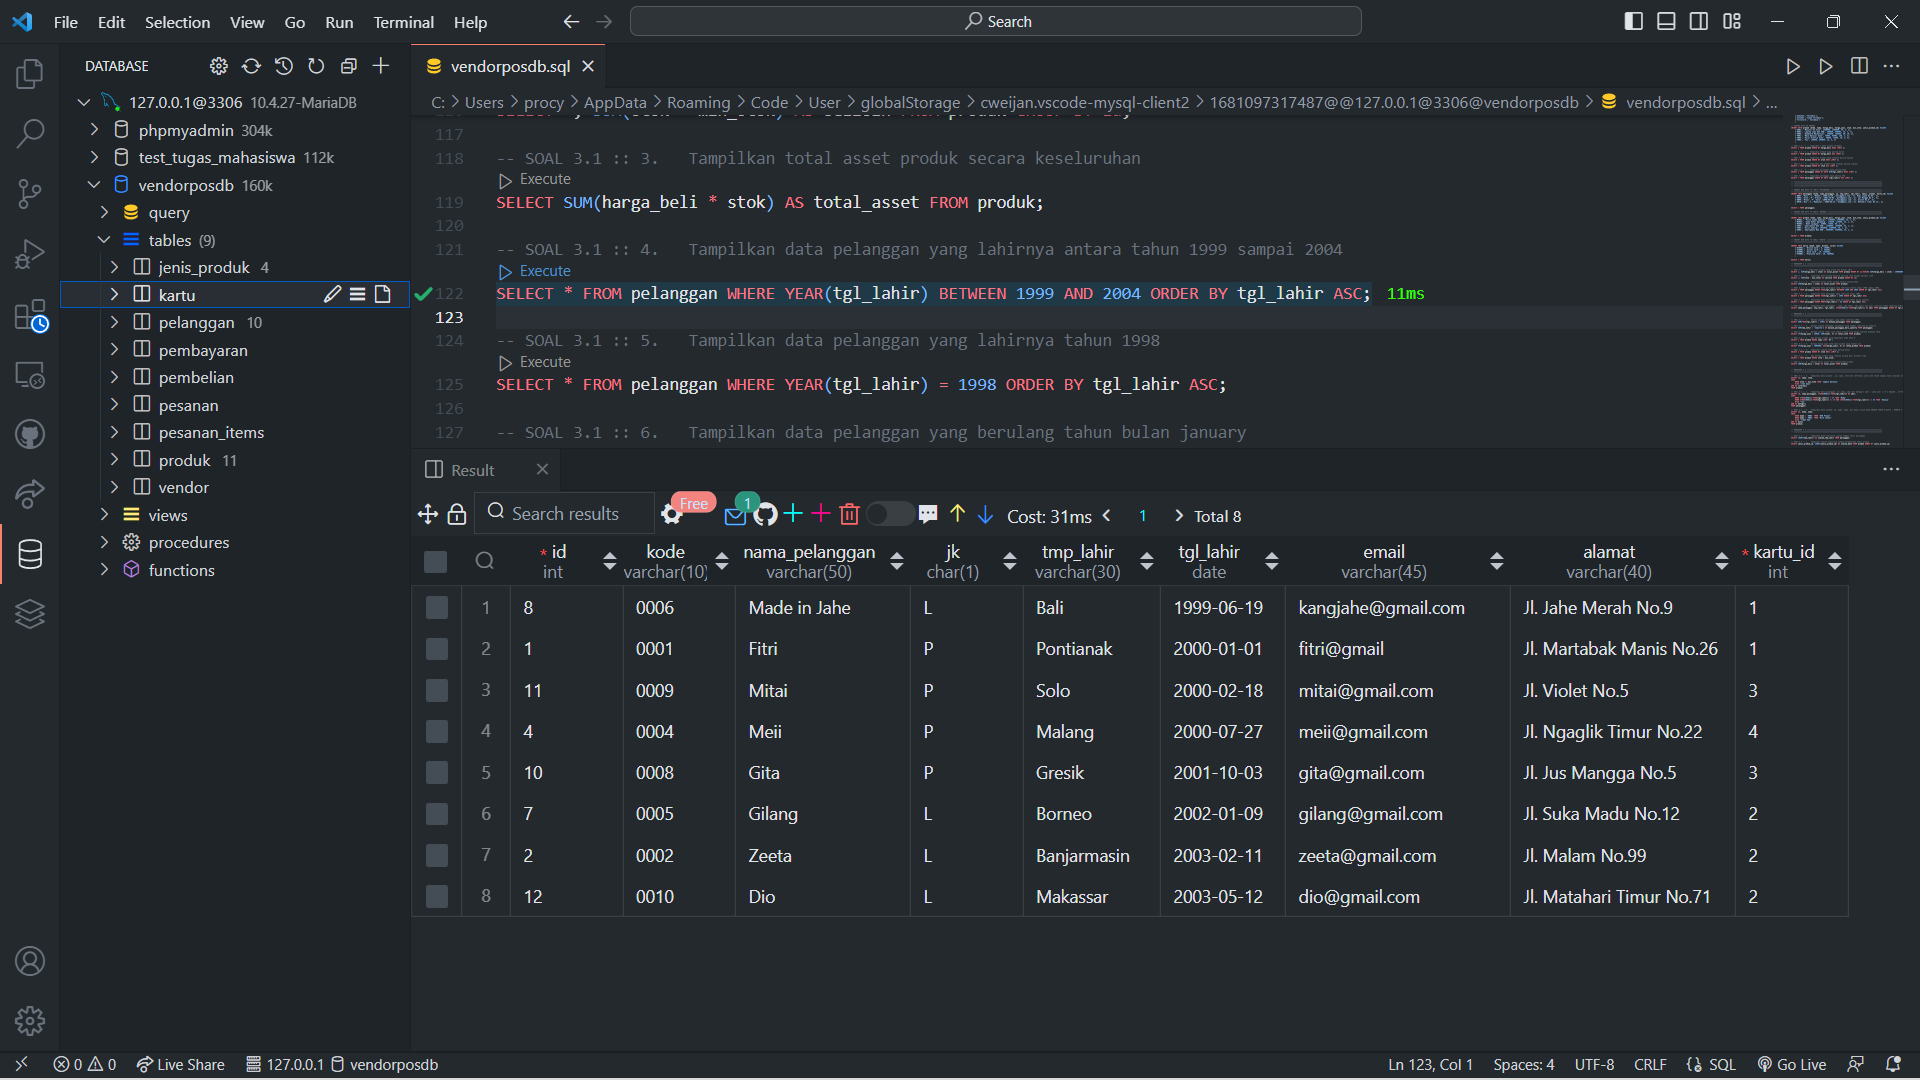 File Edit Selection View Go Run Terminal Help
Search
DATABASE
127.0.0.1@3306 10.4.27-MariaDB
phpmyadmin 304k
test_tugas_mahasiswa 112k
vendorposdb 160k
query
tables (9)
jenis_produk 4
kartu
pelanggan 10
pembayaran
pembelian
pesanan
pesanan_items
produk 11
vendor
views
procedures
functions
vendorposdb.sql
C: > Users > procy > AppData > Roaming > Code > User > globalStorage > cweijan.vscode-mysql-client2 > 1681097317487@@127.0.0.1@3306@vendorposdb > vendorposdb.sql > ...
117
118 -- SOAL 3.1 :: 3. Tampilkan total asset produk secara keseluruhan
Execute
119 SELECT SUM(harga_beli * stok) AS total_asset FROM produk;
120
121 -- SOAL 3.1 :: 4. Tampilkan data pelanggan yang lahirnya antara tahun 1999 sampai 2004
Execute
122 SELECT * FROM pelanggan WHERE YEAR(tgl_lahir) BETWEEN 1999 AND 2004 ORDER BY tgl_lahir ASC; 11ms
123
124 -- SOAL 3.1 :: 5. Tampilkan data pelanggan yang lahirnya tahun 1998
Execute
125 SELECT * FROM pelanggan WHERE YEAR(tgl_lahir) = 1998 ORDER BY tgl_lahir ASC;
126
127 -- SOAL 3.1 :: 6. Tampilkan data pelanggan yang berulang tahun bulan january
Result
Search results Free 1 Cost: 31ms < 1 > Total 8
* id kode nama_pelanggan jk tmp_lahir tgl_lahir email alamat * kartu_id
int varchar(10) varchar(50) char(1) varchar(30) date varchar(45) varchar(40) int
1 8 0006 Made in Jahe L Bali 1999-06-19 kangjahe@gmail.com Jl. Jahe Merah No.9 1
2 1 0001 Fitri P Pontianak 2000-01-01 fitri@gmail Jl. Martabak Manis No.26 1
3 11 0009 Mitai P Solo 2000-02-18 mitai@gmail.com Jl. Violet No.5 3
4 4 0004 Meii P Malang 2000-07-27 meii@gmail.com Jl. Ngaglik Timur No.22 4
5 10 0008 Gita P Gresik 2001-10-03 gita@gmail.com Jl. Jus Mangga No.5 3
6 7 0005 Gilang L Borneo 2002-01-09 gilang@gmail.com Jl. Suka Madu No.12 2
7 2 0002 Zeeta L Banjarmasin 2003-02-11 zeeta@gmail.com Jl. Malam No.99 2
8 12 0010 Dio L Makassar 2003-05-12 dio@gmail.com Jl. Matahari Timur No.71 2
0 0 Live Share 127.0.0.1 vendorposdb Ln 123, Col 1 Spaces: 4 UTF-8 CRLF SQL Go Live